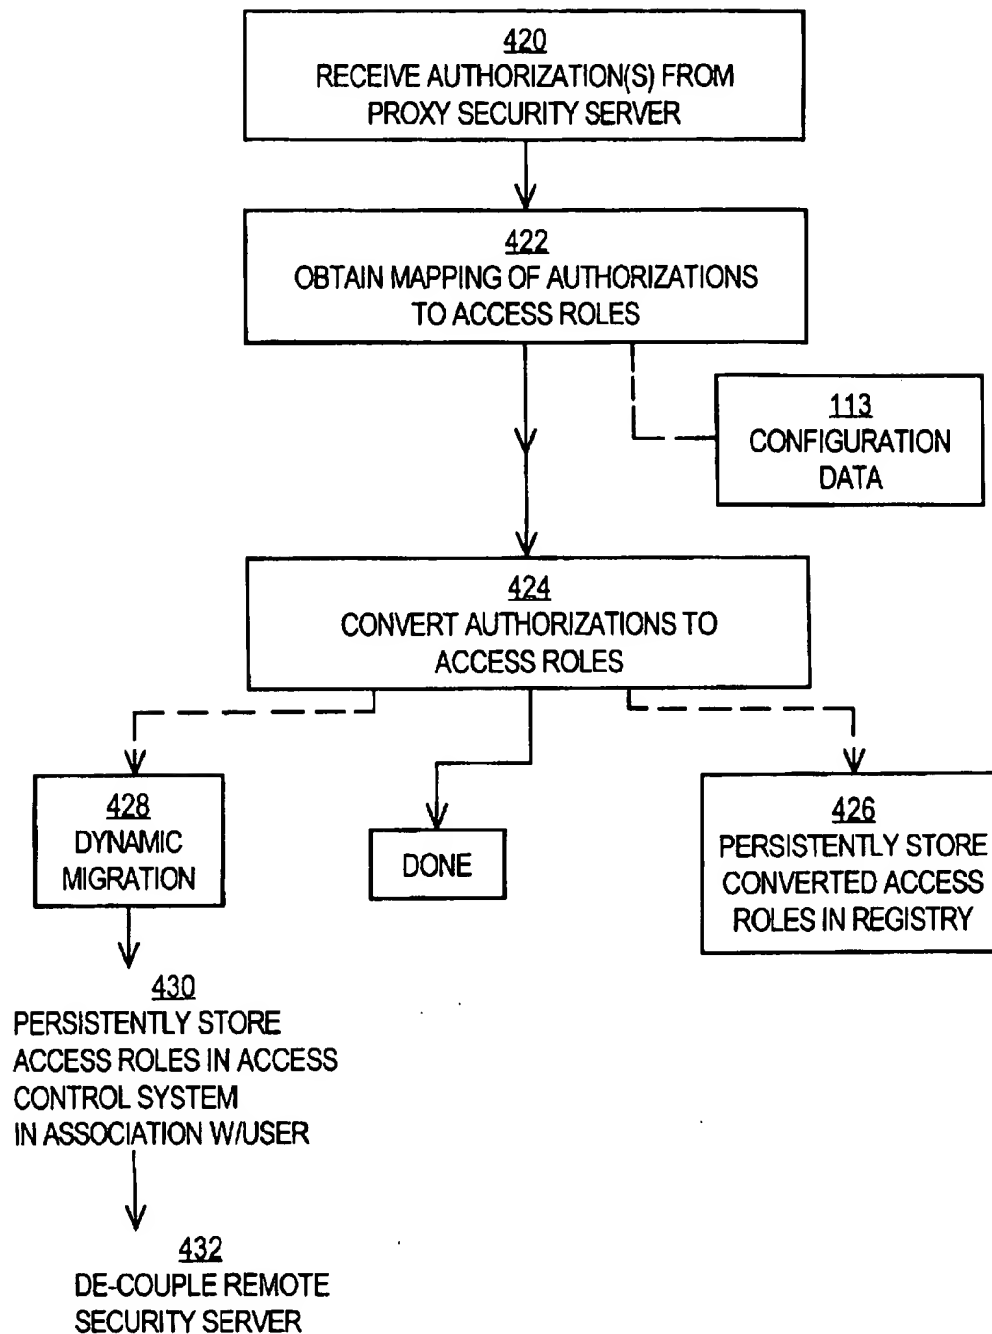 420
RECEIVE AUTHORIZATION(S) FROM
PROXY SECURITY SERVER
422
OBTAIN MAPPING OF AUTHORIZATIONS
TO ACCESS ROLES
113
CONFIGURATION
DATA
424
CONVERT AUTHORIZATIONS TO
ACCESS ROLES
428
DYNAMIC
MIGRATION
DONE
426
PERSISTENTLY STORE
CONVERTED ACCESS
ROLES IN REGISTRY
430
PERSISTENTLY STORE
ACCESS ROLES IN ACCESS
CONTROL SYSTEM
IN ASSOCIATION W/USER
432
DE-COUPLE REMOTE
SECURITY SERVER